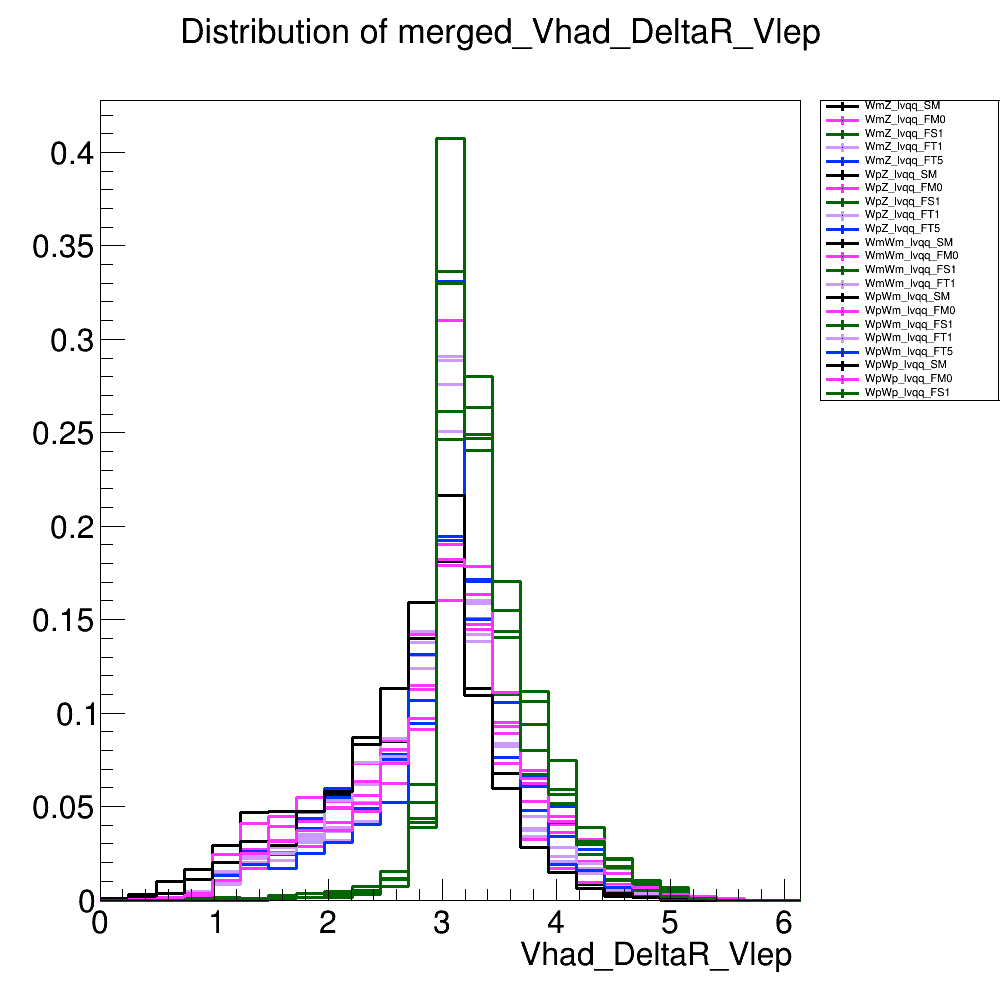 Distribution of merged_Vhad_DeltaR_Vlep
WmZ_lvqq_SM
WmZ_lvqq_FM0
WmZ_lvqq_FS1
WmZ_lvqq_FT1
WmZ_lvqq_FT5
WpZ_lvqq_SM
WpZ_lvqq_FM0
WpZ_lvqq_FS1
WpZ_lvqq_FT1
WpZ_lvqq_FT5
WmWm_lvqq_SM
WmWm_lvqq_FM0
WmWm_lvqq_FS1
WmWm_lvqq_FT1
WpWm_lvqq_SM
WpWm_lvqq_FM0
WpWm_lvqq_FS1
WpWm_lvqq_FT1
WpWm_lvqq_FT5
WpWp_lvqq_SM
WpWp_lvqq_FM0
WpWp_lvqq_FS1
0.4
0.35
0.3
0.25
0.2
0.15
0.1
0.05
0
0 1 2 3 4 5 6
Vhad_DeltaR_Vlep